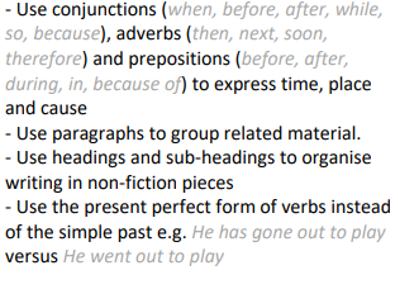 - Use conjunctions (when, before, after, while,
so, because), adverbs (then, next, soon,
therefore) and prepositions (before, after,
during, in, because of) to express time, place
and cause
- Use paragraphs to group related material.
- Use headings and sub-headings to organise
writing in non-fiction pieces
- Use the present perfect form of verbs instead
of the simple past e.g. He has gone out to play
versus He went out to play